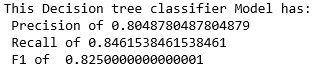 This Decision tree classifier Model has:
Precision of 0.8048780487804879
Recall of 0.8461538461538461
F1 of  0.8250000000000001